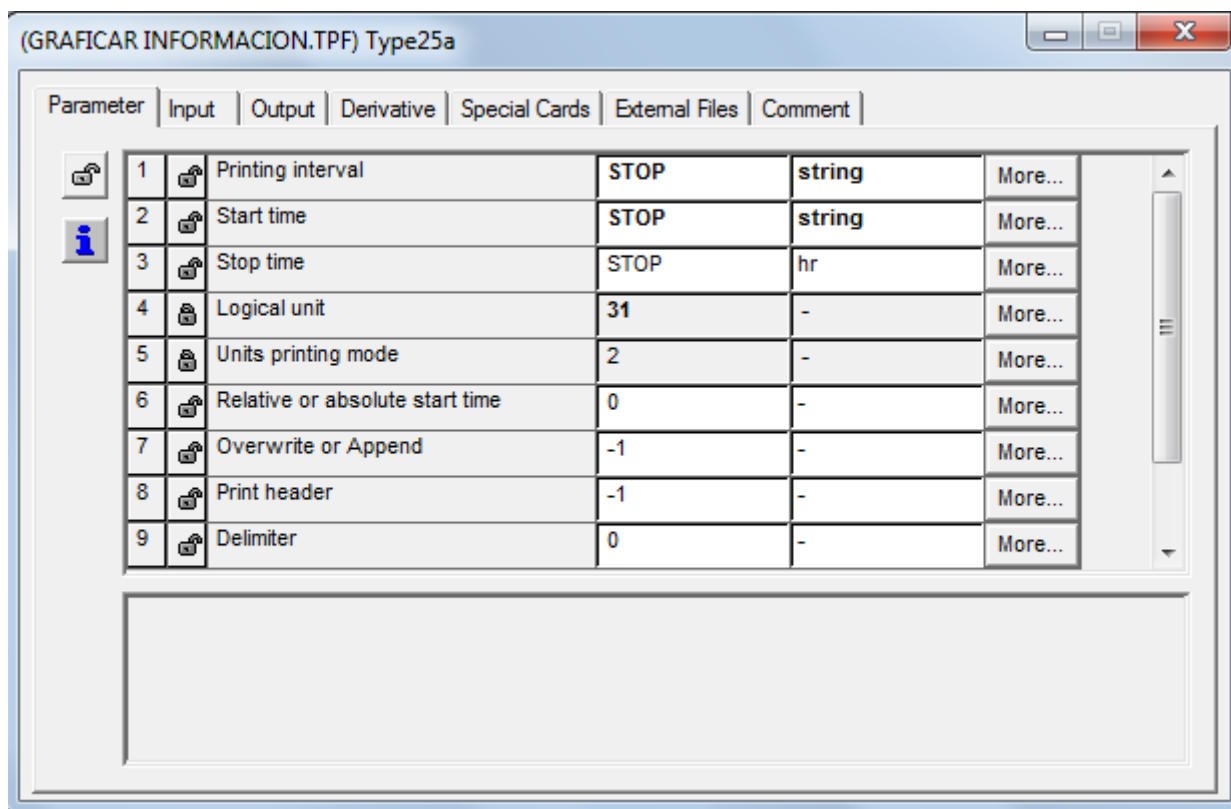 (GRAFICAR INFORMACION.TPF) Type25a
Parameter Input Output Derivative Special Cards External Files Comment
1 Printing interval STOP string More...
2 Start time STOP string More...
3 Stop time STOP hr More...
4 Logical unit 31 - More...
5 Units printing mode 2 - More...
6 Relative or absolute start time 0 - More...
7 Overwrite or Append -1 - More...
8 Print header -1 - More...
9 Delimiter 0 - More...